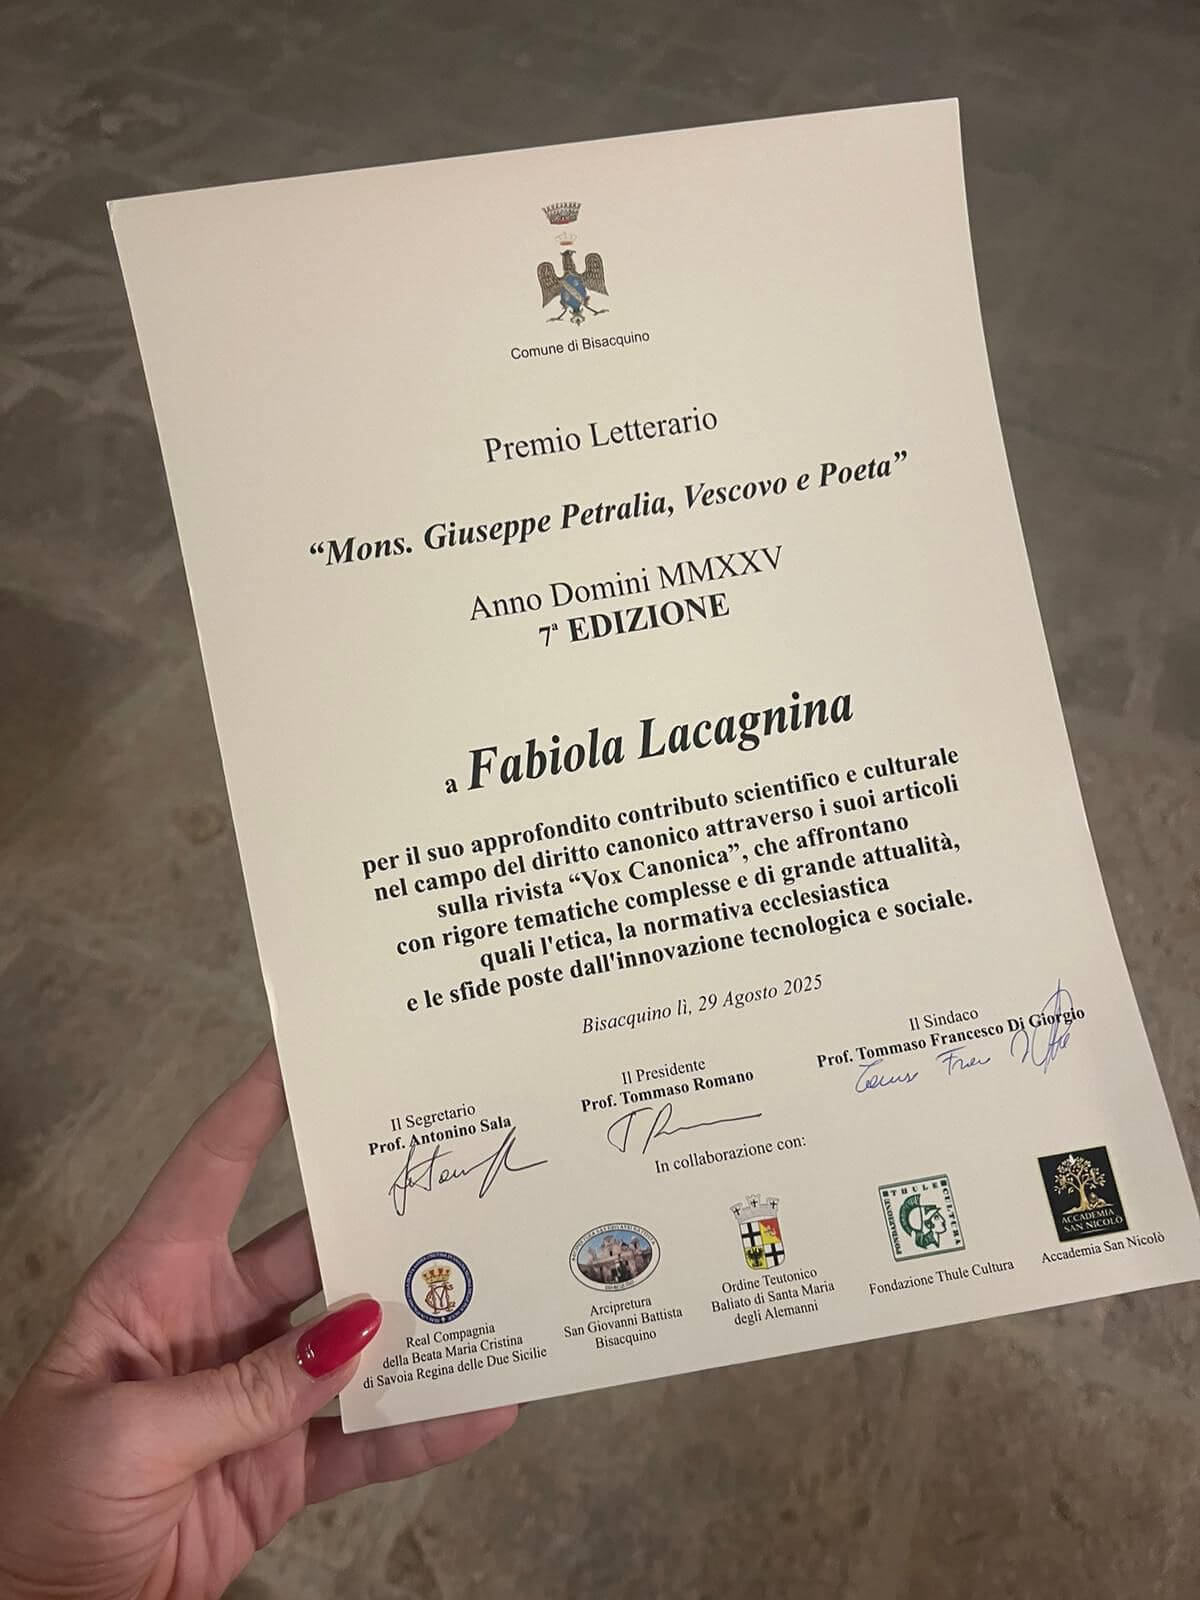 Comune di Bisacquino
Premio Letterario
“Mons. Giuseppe Petralia, Vescovo e Poeta”
Anno Domini MMXXV
7ª EDIZIONE
a Fabiola Lacagnina
per il suo approfondito contributo scientifico e culturale
nel campo del diritto canonico attraverso i suoi articoli
sulla rivista “Vox Canonica”, che affrontano
con rigore tematiche complesse e di grande attualità,
quali l'etica, la normativa ecclesiastica
e le sfide poste dall'innovazione tecnologica e sociale.
Bisacquino lì, 29 Agosto 2025
Il Segretario
Prof. Antonino Sala
Il Presidente
Prof. Tommaso Romano
Il Sindaco
Prof. Tommaso Francesco Di Giorgio
In collaborazione con:
Real Compagnia
della Beata Maria Cristina
di Savoia Regina delle Due Sicilie
Arcipretura
San Giovanni Battista
Bisacquino
Ordine Teutonico
Baliato di Santa Maria
degli Alemanni
THULE
CULTURA
Fondazione Thule Cultura
ACCADEMIA
SAN NICOLÒ
Accademia San Nicolò